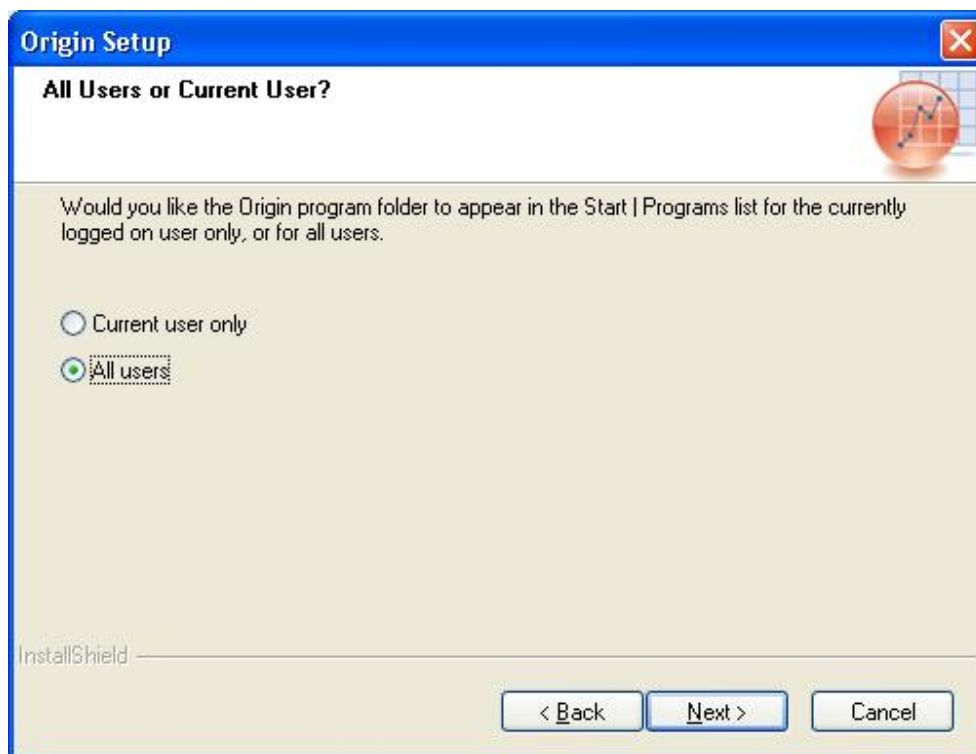 Origin Setup
All Users or Current User?
Would you like the Origin program folder to appear in the Start | Programs list for the currently
logged on user only, or for all users.
Current user only
All users
InstallShield
< Back
Next >
Cancel